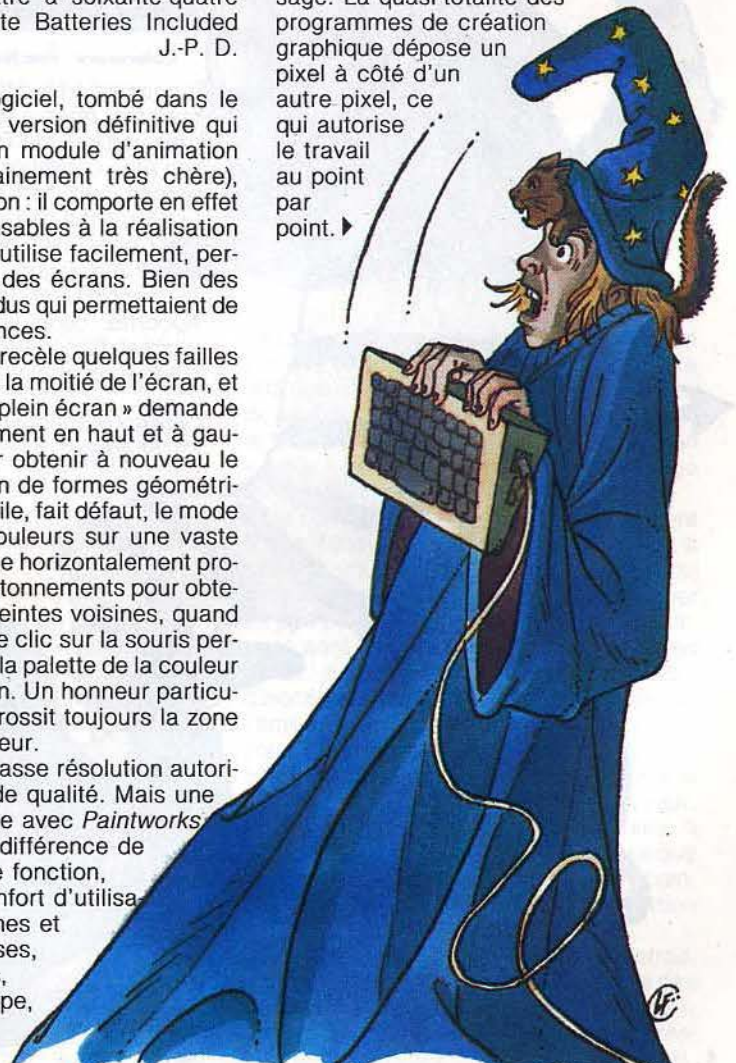 tre à soixante-quatre
te Batteries Included
J.-P. D.
giciel, tombé dans le
version définitive qui
n module d'animation
ainement très chère),
on : il comporte en effet
sables à la réalisation
utilise facilement, per-
des écrans. Bien des
dus qui permettaient de
nces.
recèle quelques failles
la moitié de l'écran, et
plein écran » demande
ment en haut et à gau-
r obtenir à nouveau le
n de formes géométri-
ile, fait défaut, le mode
ouleurs sur une vaste
e horizontalement pro-
tonnements pour obte-
eintes voisines, quand
e clic sur la souris per-
la palette de la couleur
n. Un honneur particu-
rossit toujours la zone
eur.
asse résolution autori-
de qualité. Mais une
e avec Paintworks
différence de
e fonction,
nfort d'utilisa-
nes et
ses,
pe,
sage. La quasi-totalité des
programmes de création
graphique dépose un
pixel à côté d'un
autre pixel, ce
qui autorise
le travail
au point
par
point.